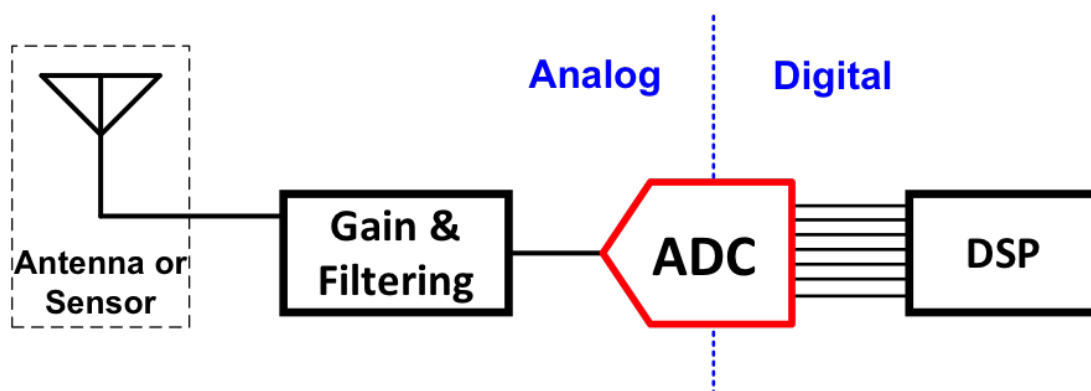 Analog
Digital
Antenna or
Sensor
Gain &
Filtering
ADC
DSP